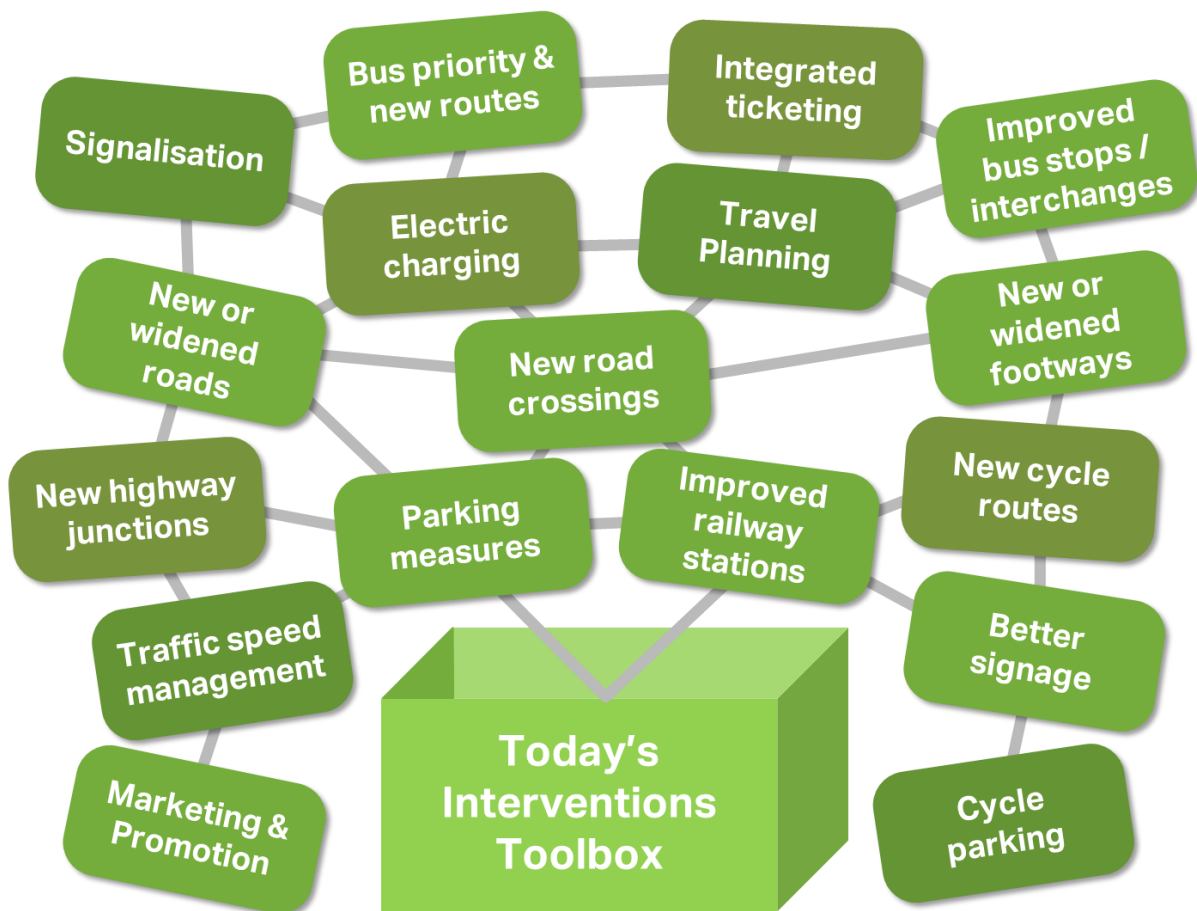 Bus priority &
new routes
Integrated
ticketing
Signalisation
Improved
bus stops /
interchanges
Electric
charging
Travel
Planning
New or
widened
roads
New road
crossings
New or
widened
footways
New highway
junctions
Parking
measures
Improved
railway
stations
New cycle
routes
Traffic speed
management
Better
signage
Marketing &
Promotion
Today's
Interventions
Toolbox
Cycle
parking